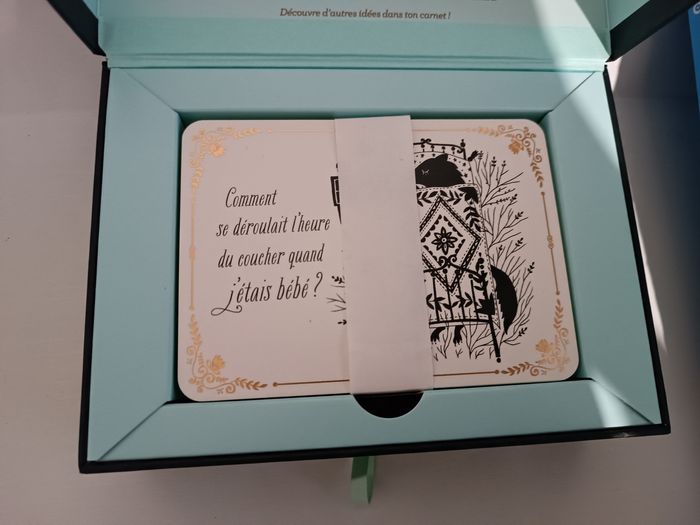 Découvre d'autres idées dans ton carnet !
Comment
se déroulait l'heure
du coucher quand
j'étais bébé ?